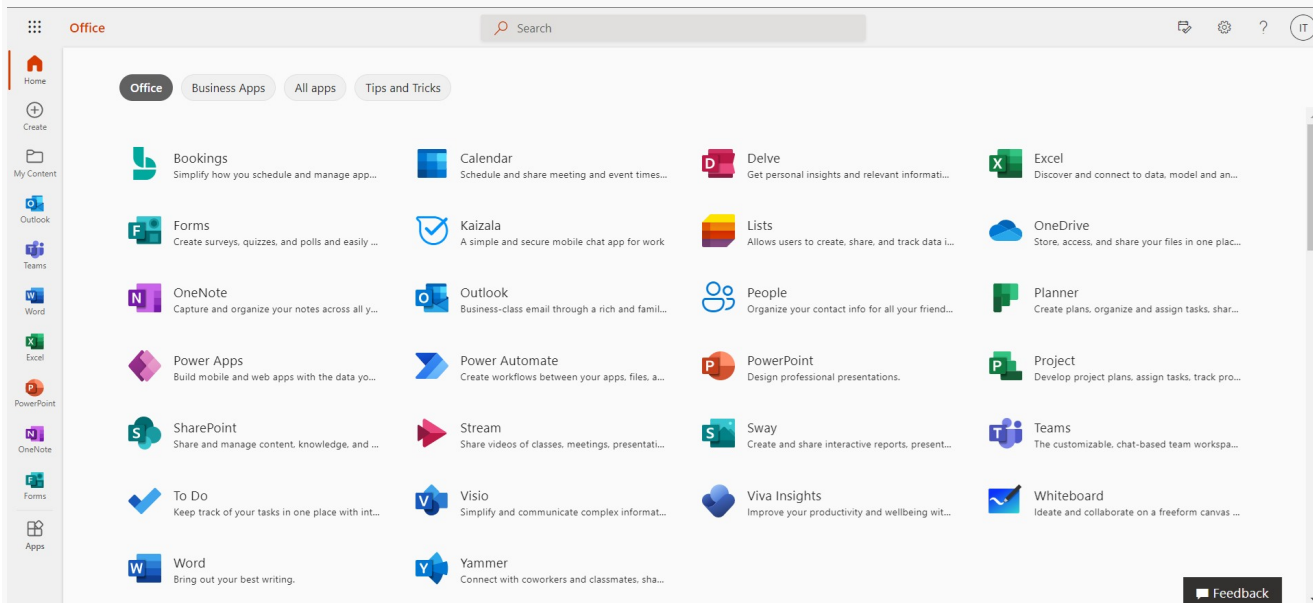 Office
Search
?
IT
Home
Create
My Content
Outlook
Teams
Word
Excel
PowerPoint
OneNote
Forms
Apps
Office
Business Apps
All apps
Tips and Tricks
Bookings
Simplify how you schedule and manage app...
Calendar
Schedule and share meeting and event times...
Delve
Get personal insights and relevant informati...
Excel
Discover and connect to data, model and an...
Forms
Create surveys, quizzes, and polls and easily ...
Kaizala
A simple and secure mobile chat app for work
Lists
Allows users to create, share, and track data i...
OneDrive
Store, access, and share your files in one plac...
OneNote
Capture and organize your notes across all y...
Outlook
Business-class email through a rich and famil...
People
Organize your contact info for all your friend...
Planner
Create plans, organize and assign tasks, shar...
Power Apps
Build mobile and web apps with the data yo...
Power Automate
Create workflows between your apps, files, a...
PowerPoint
Design professional presentations.
Project
Develop project plans, assign tasks, track pro...
SharePoint
Share and manage content, knowledge, and ...
Stream
Share videos of classes, meetings, presentati...
Sway
Create and share interactive reports, present...
Teams
The customizable, chat-based team workspa...
To Do
Keep track of your tasks in one place with int...
Visio
Simplify and communicate complex informat...
Viva Insights
Improve your productivity and wellbeing wit...
Whiteboard
Ideate and collaborate on a freeform canvas ...
Word
Bring out your best writing.
Yammer
Connect with coworkers and classmates, sha...
Feedback